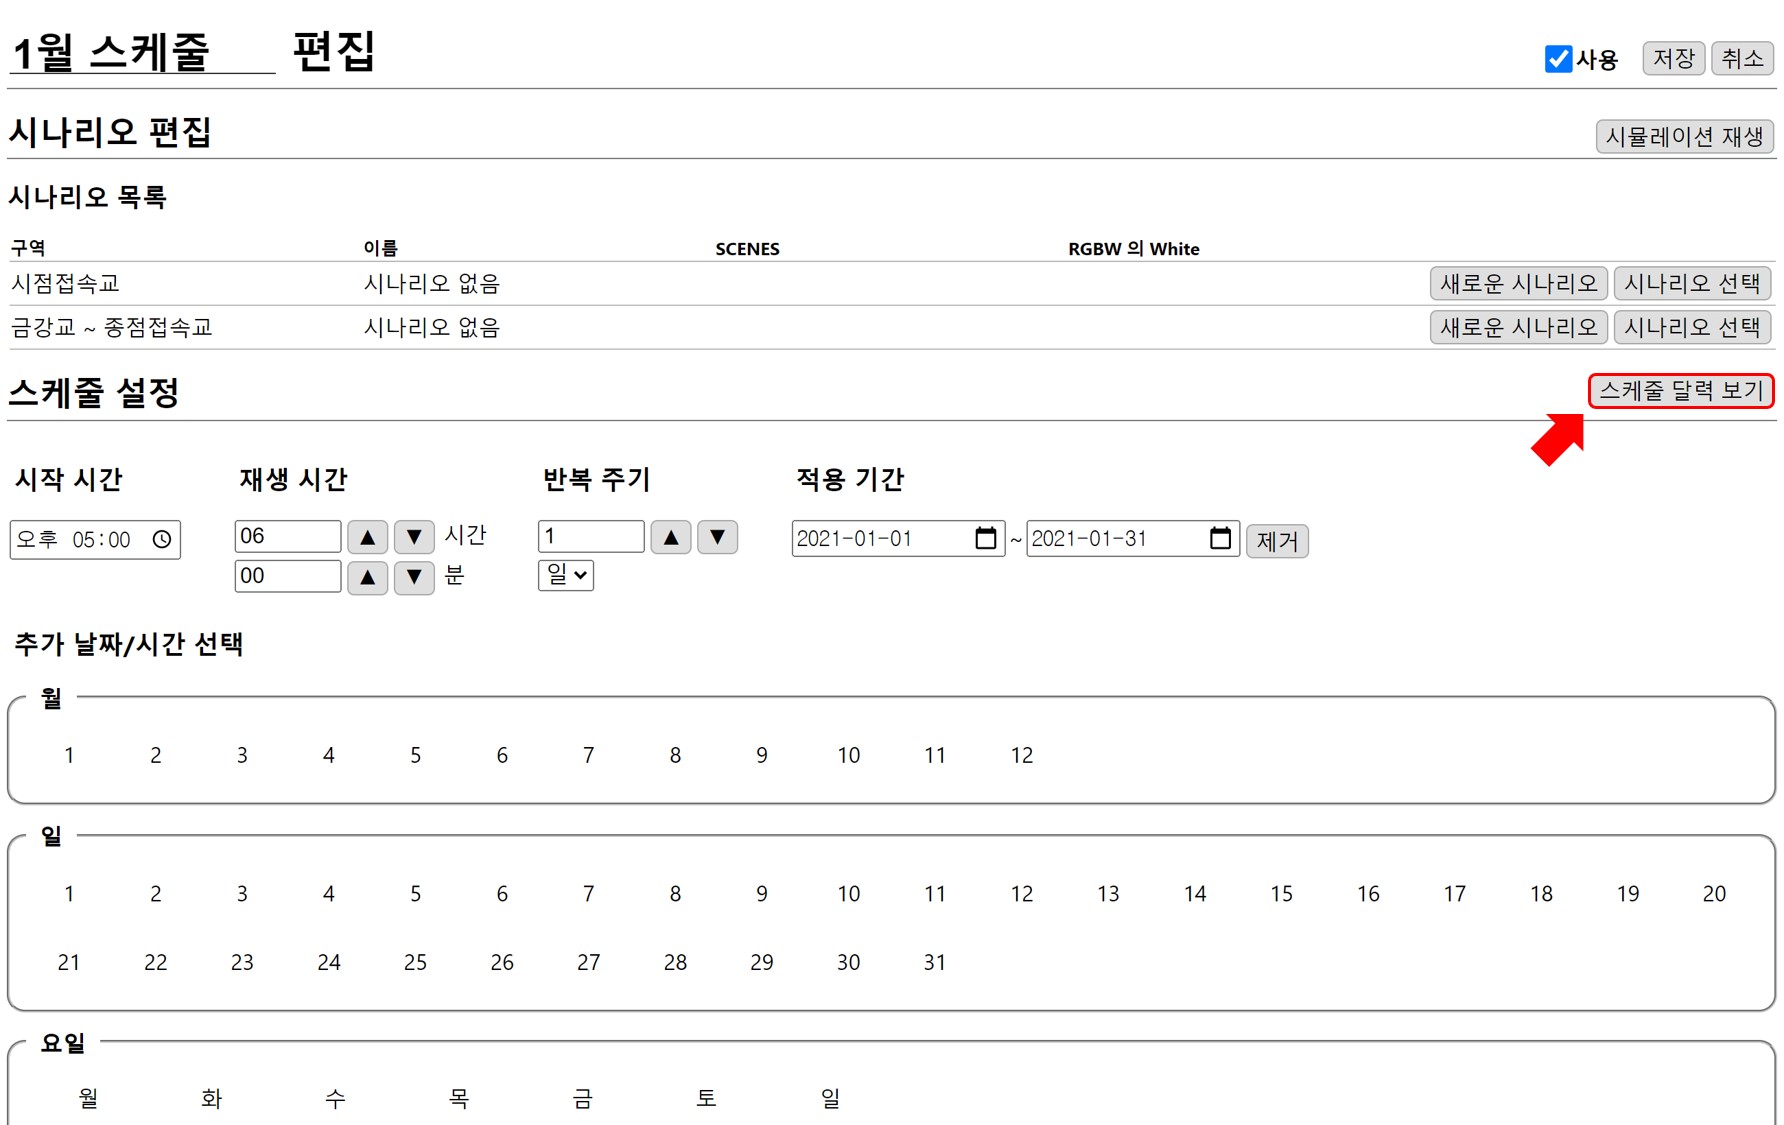 1월 스케줄 편집
사용 저장 취소
시나리오 편집
시뮬레이션 재생
시나리오 목록
구역 이름 SCENES RGBW 의 White
시점접속교 시나리오 없음 새로운 시나리오 시나리오 선택
금강교 ~ 종점접속교 시나리오 없음 새로운 시나리오 시나리오 선택
스케줄 설정
스케줄 달력 보기
시작 시간 재생 시간 반복 주기 적용 기간
오후 05:00 06 ▲ ▼ 시간 1 ▲ ▼ 2021-01-01 ~ 2021-01-31 제거
00 ▲ ▼ 분 일
추가 날짜/시간 선택
월
1 2 3 4 5 6 7 8 9 10 11 12
일
1 2 3 4 5 6 7 8 9 10 11 12 13 14 15 16 17 18 19 20
21 22 23 24 25 26 27 28 29 30 31
요일
월 화 수 목 금 토 일